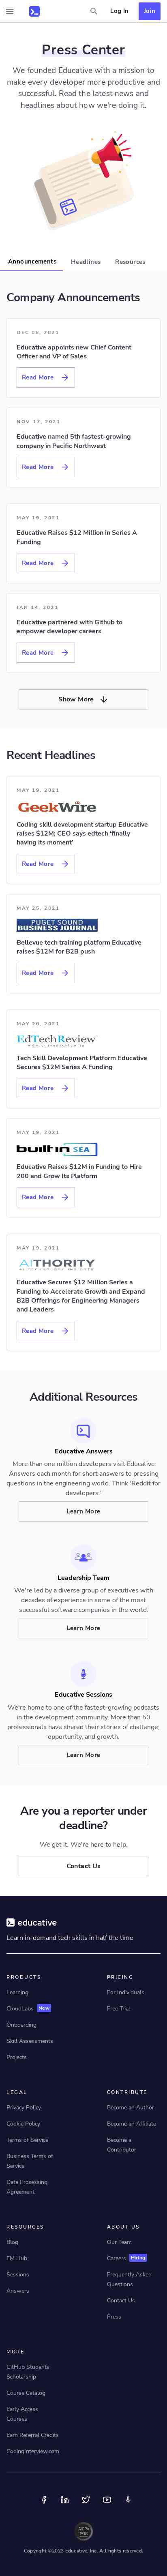 Log In
Join
Press Center
We founded Educative with a mission to
make every developer more productive and
successful. Read the latest news and
headlines about how we're doing it.
Announcements
Headlines
Resources
Company Announcements
DEC 08, 2021
Educative appoints new Chief Content
Officer and VP of Sales
Read More
NOV 17, 2021
Educative named 5th fastest-growing
company in Pacific Northwest
Read More
MAY 19, 2021
Educative Raises $12 Million in Series A
Funding
Read More
JAN 14, 2021
Educative partnered with Github to
empower developer careers
Read More
Show More
Recent Headlines
MAY 19, 2021
GeekWire
Coding skill development startup Educative
raises $12M; CEO says edtech 'finally
having its moment'
Read More
MAY 25, 2021
PUGET SOUND
BUSINESS JOURNAL
Bellevue tech training platform Educative
raises $12M for B2B push
Read More
MAY 20, 2021
EdTechReview
Tech Skill Development Platform Educative
Secures $12M Series A Funding
Read More
MAY 19, 2021
built in SEA
Educative Raises $12M in Funding to Hire
200 and Grow Its Platform
Read More
MAY 19, 2021
AITHORITY
Educative Secures $12 Million Series a
Funding to Accelerate Growth and Expand
B2B Offerings for Engineering Managers
and Leaders
Read More
Additional Resources
Educative Answers
More than one million developers visit Educative
Answers each month for short answers to pressing
questions in the engineering world. Think 'Reddit for
developers.'
Learn More
Leadership Team
We're led by a diverse group of executives with
decades of experience in some of the most
successful software companies in the world.
Learn More
Educative Sessions
We're home to one of the fastest-growing podcasts
in the development community. More than 50
professionals have shared their stories of challenge,
opportunity, and growth.
Learn More
Are you a reporter under
deadline?
We get it. We're here to help.
Contact Us
educative
Learn in-demand tech skills in half the time
PRODUCTS
Learning
CloudLabs New
Onboarding
Skill Assessments
Projects
PRICING
For Individuals
Free Trial
LEGAL
Privacy Policy
Cookie Policy
Terms of Service
Business Terms of
Service
Data Processing
Agreement
CONTRIBUTE
Become an Author
Become an Affiliate
Become a
Contributor
RESOURCES
Blog
EM Hub
Sessions
Answers
ABOUT US
Our Team
Careers Hiring
Frequently Asked
Questions
Contact Us
Press
MORE
GitHub Students
Scholarship
Course Catalog
Early Access
Courses
Earn Referral Credits
CodingInterview.com
Copyright ©2023 Educative, Inc. All rights reserved.